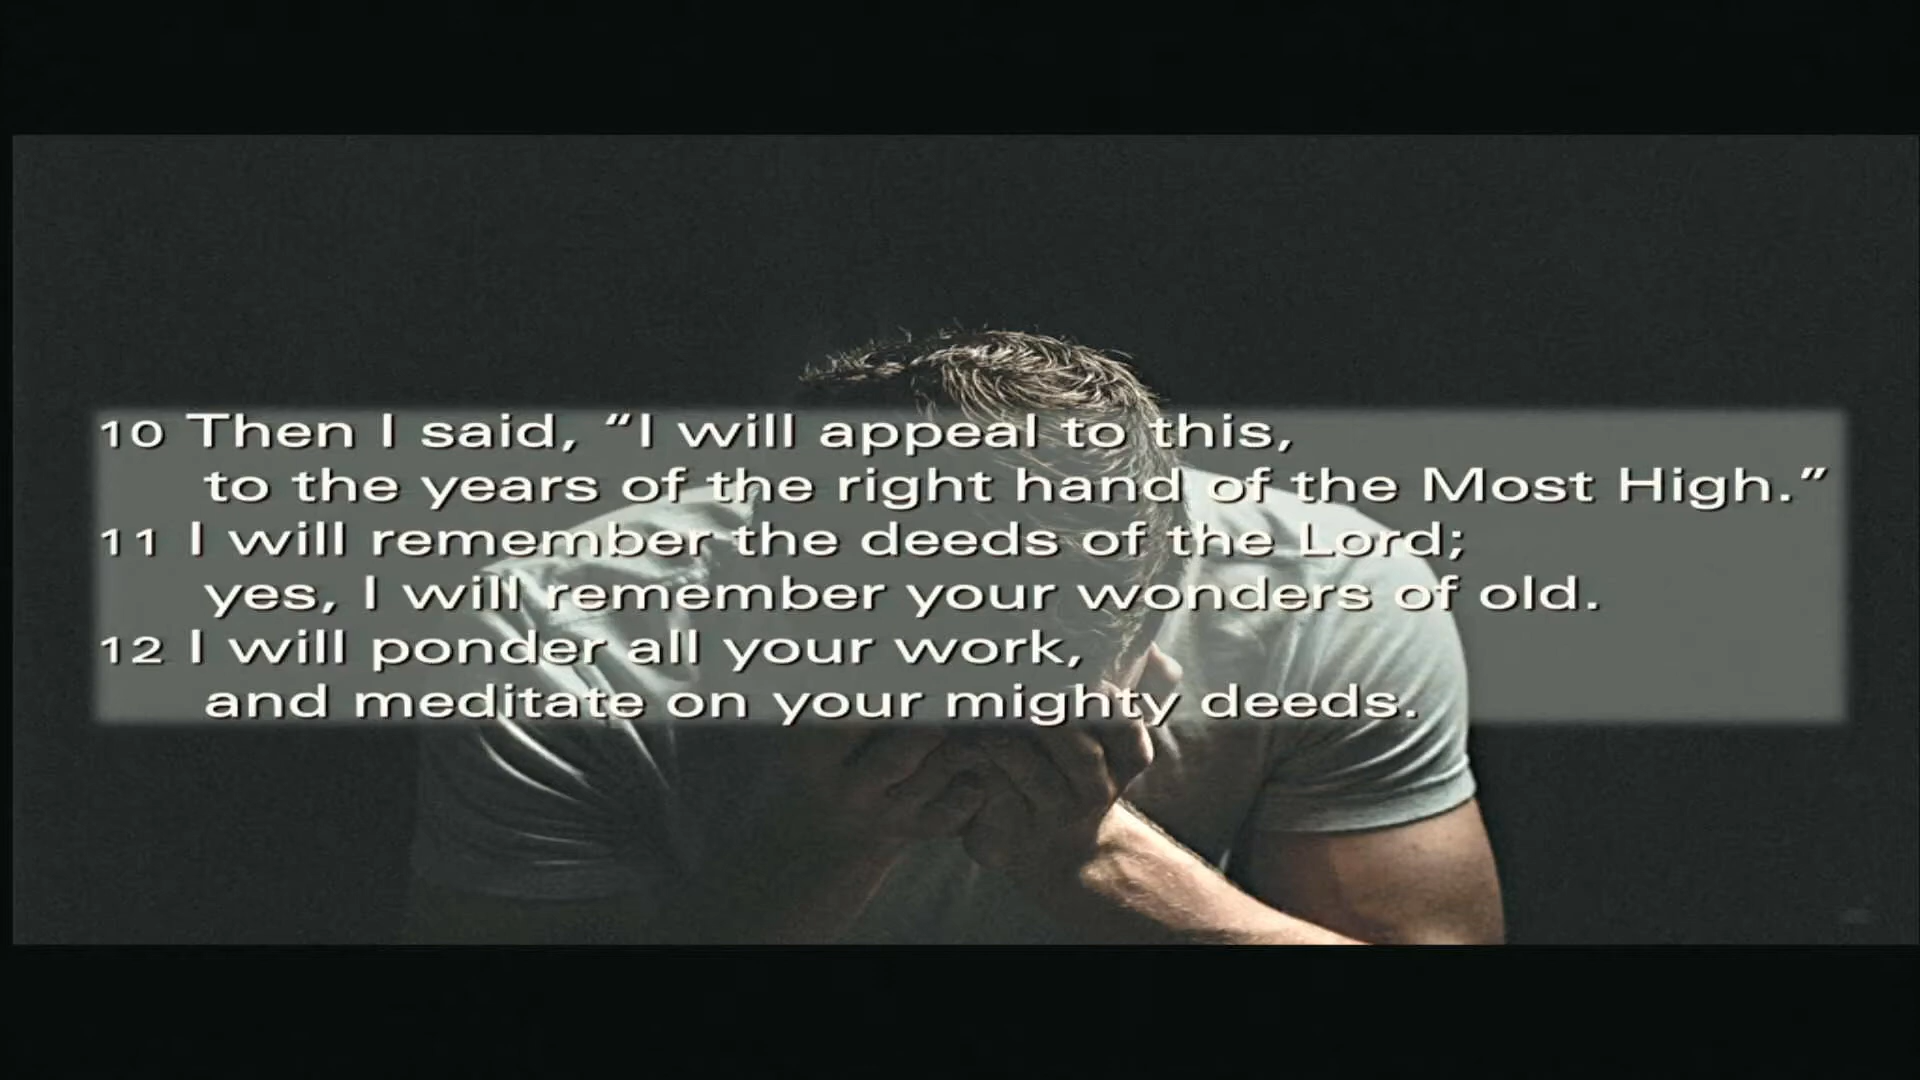 10 Then I said, “I will appeal to this,
to the years of the right hand of the Most High.”
11 I will remember the deeds of the Lord;
yes, I will remember your wonders of old.
12 I will ponder all your work,
and meditate on your mighty deeds.